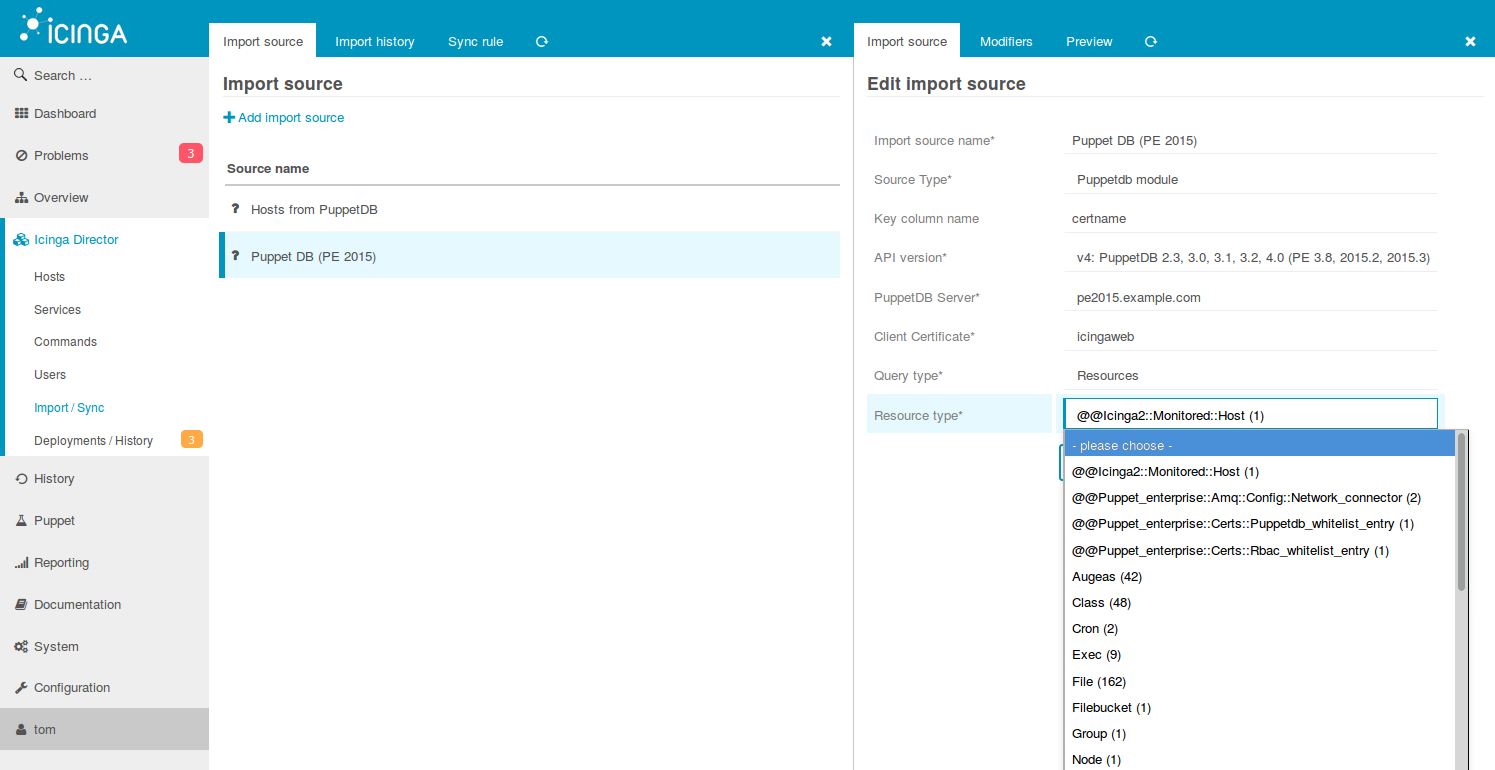 icinga
Search ...
Dashboard
Problems
3
Overview
Icinga Director
Hosts
Services
Commands
Users
Import / Sync
Deployments / History
3
History
Puppet
Reporting
Documentation
System
Configuration
tom
Import source
Import history
Sync rule
Import source
Add import source
Source name
? Hosts from PuppetDB
? Puppet DB (PE 2015)
Import source
Modifiers
Preview
Edit import source
Import source name* Puppet DB (PE 2015)
Source Type* Puppetdb module
Key column name certname
API version* v4: PuppetDB 2.3, 3.0, 3.1, 3.2, 4.0 (PE 3.8, 2015.2, 2015.3)
PuppetDB Server* pe2015.example.com
Client Certificate* icingaweb
Query type* Resources
Resource type* @@Icinga2::Monitored::Host (1)
- please choose -
@@Icinga2::Monitored::Host (1)
@@Puppet_enterprise::Amq::Config::Network_connector (2)
@@Puppet_enterprise::Certs::Puppetdb_whitelist_entry (1)
@@Puppet_enterprise::Certs::Rbac_whitelist_entry (1)
Augeas (42)
Class (48)
Cron (2)
Exec (9)
File (162)
Filebucket (1)
Group (1)
Node (1)